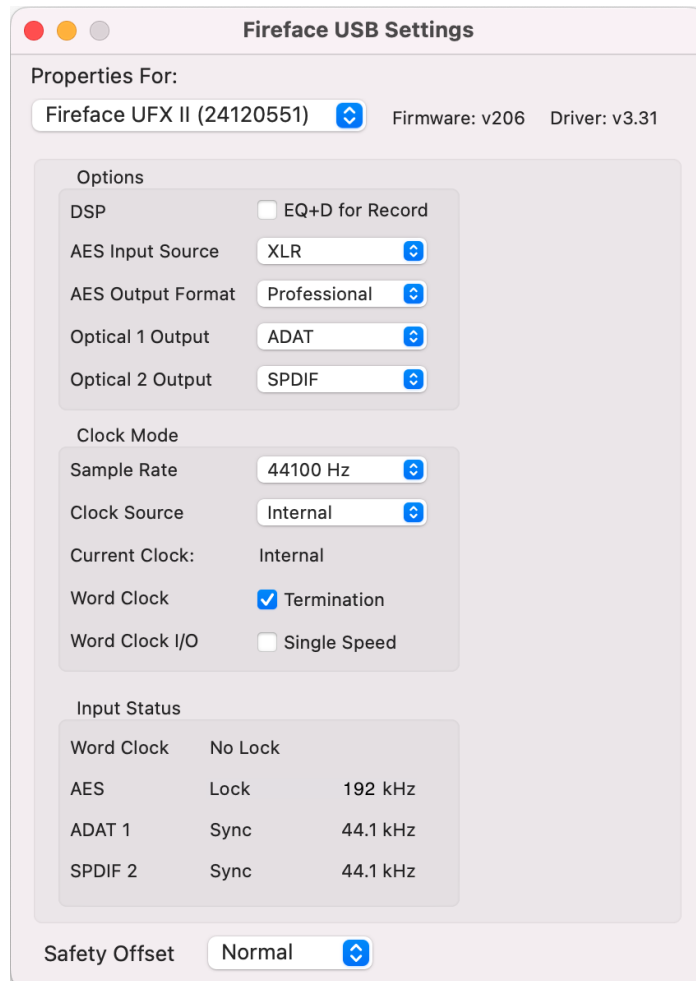 Fireface USB Settings
Properties For:
Fireface UFX II (24120551) Firmware: v206 Driver: v3.31
Options
DSP EQ+D for Record
AES Input Source XLR
AES Output Format Professional
Optical 1 Output ADAT
Optical 2 Output SPDIF
Clock Mode
Sample Rate 44100 Hz
Clock Source Internal
Current Clock: Internal
Word Clock Termination
Word Clock I/O Single Speed
Input Status
Word Clock No Lock
AES Lock 192 kHz
ADAT 1 Sync 44.1 kHz
SPDIF 2 Sync 44.1 kHz
Safety Offset Normal